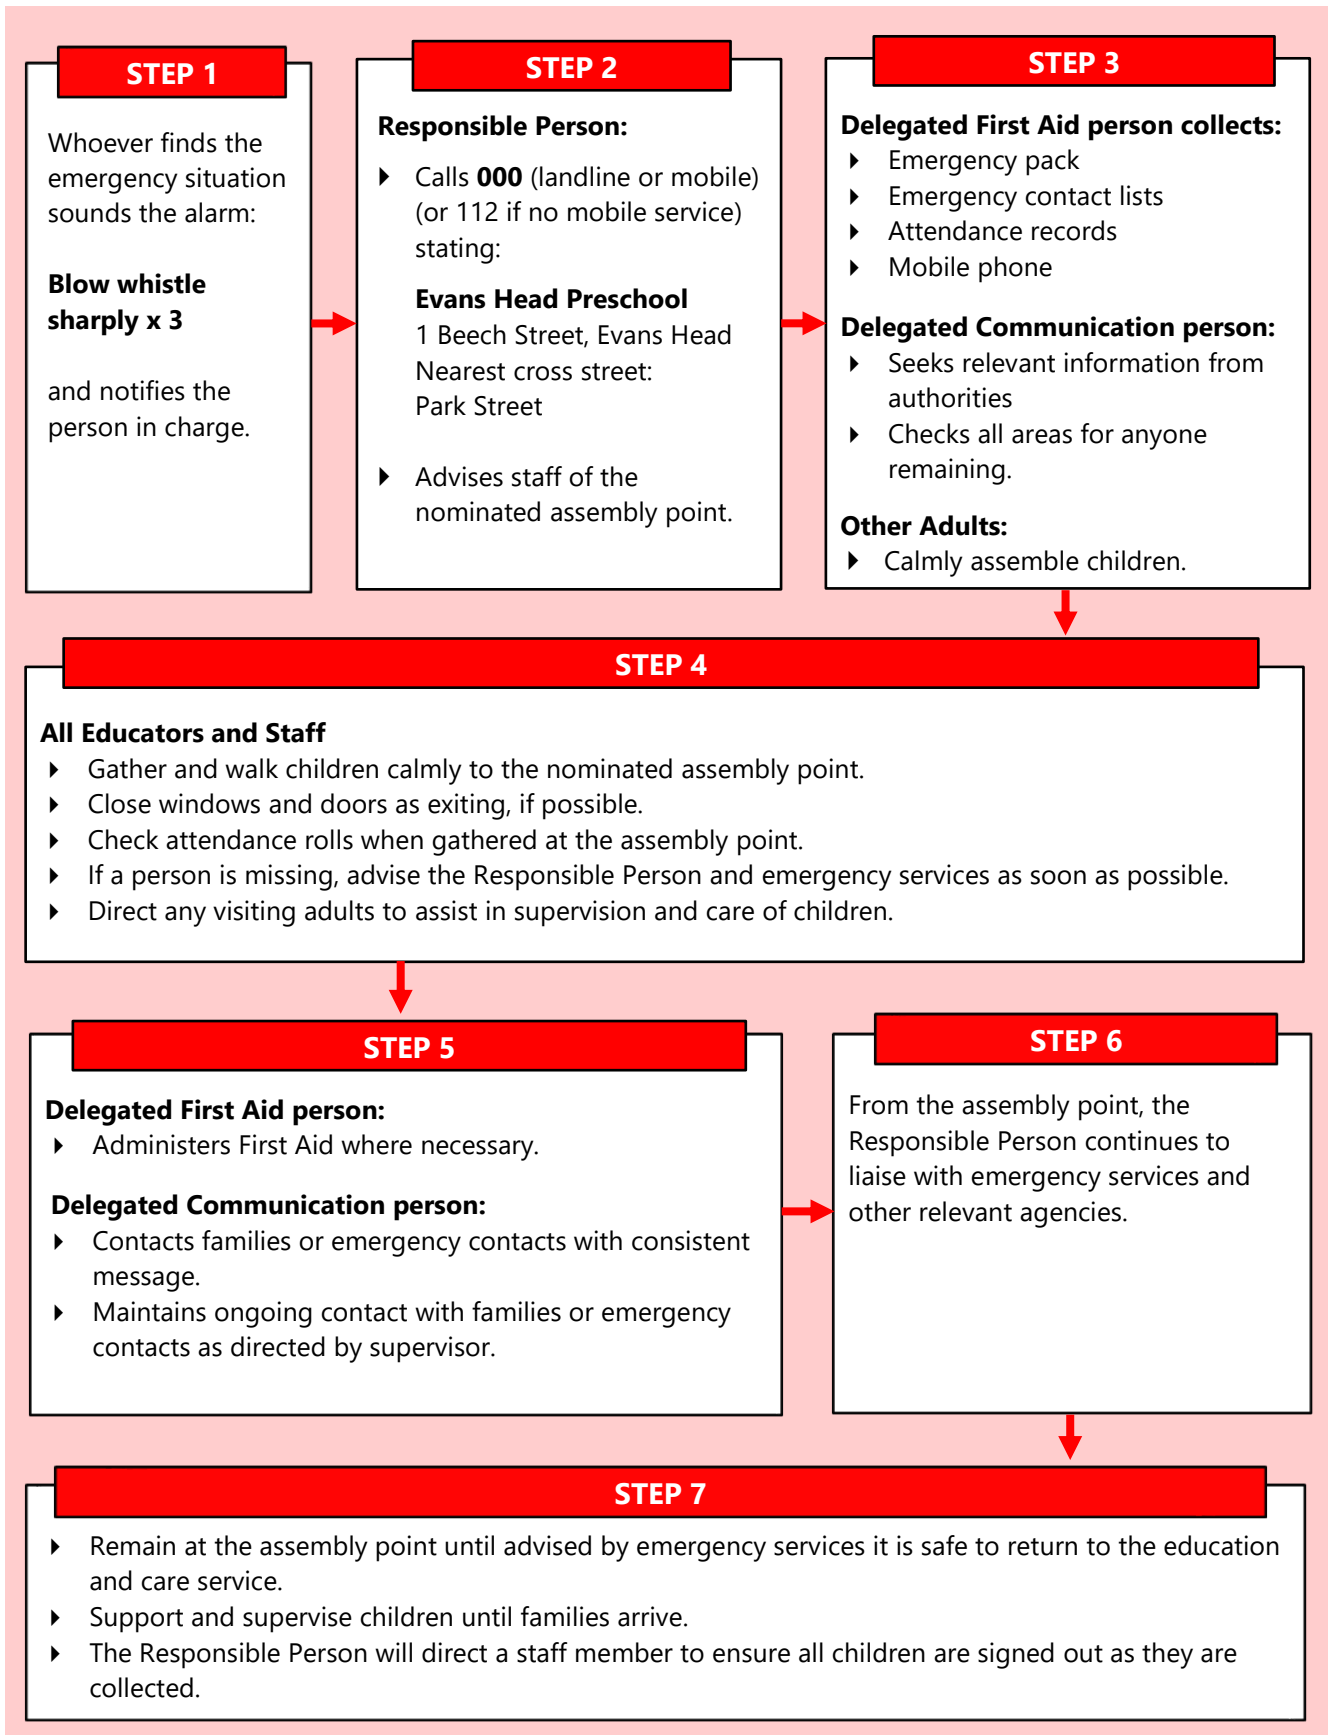 STEP 1
Whoever finds the
emergency situation
sounds the alarm:
Blow whistle
sharply x 3
and notifies the
person in charge.
STEP 2
Responsible Person:
Calls 000 (landline or mobile)
(or 112 if no mobile service)
stating:
Evans Head Preschool
1 Beech Street, Evans Head
Nearest cross street:
Park Street
Advises staff of the
nominated assembly point.
STEP 3
Delegated First Aid person collects:
Emergency pack
Emergency contact lists
Attendance records
Mobile phone
Delegated Communication person:
Seeks relevant information from
authorities
Checks all areas for anyone
remaining.
Other Adults:
Calmly assemble children.
STEP 4
All Educators and Staff
Gather and walk children calmly to the nominated assembly point.
Close windows and doors as exiting, if possible.
Check attendance rolls when gathered at the assembly point.
If a person is missing, advise the Responsible Person and emergency services as soon as possible.
Direct any visiting adults to assist in supervision and care of children.
STEP 5
Delegated First Aid person:
Administers First Aid where necessary.
Delegated Communication person:
Contacts families or emergency contacts with consistent
message.
Maintains ongoing contact with families or emergency
contacts as directed by supervisor.
STEP 6
From the assembly point, the
Responsible Person continues to
liaise with emergency services and
other relevant agencies.
STEP 7
Remain at the assembly point until advised by emergency services it is safe to return to the education
and care service.
Support and supervise children until families arrive.
The Responsible Person will direct a staff member to ensure all children are signed out as they are
collected.